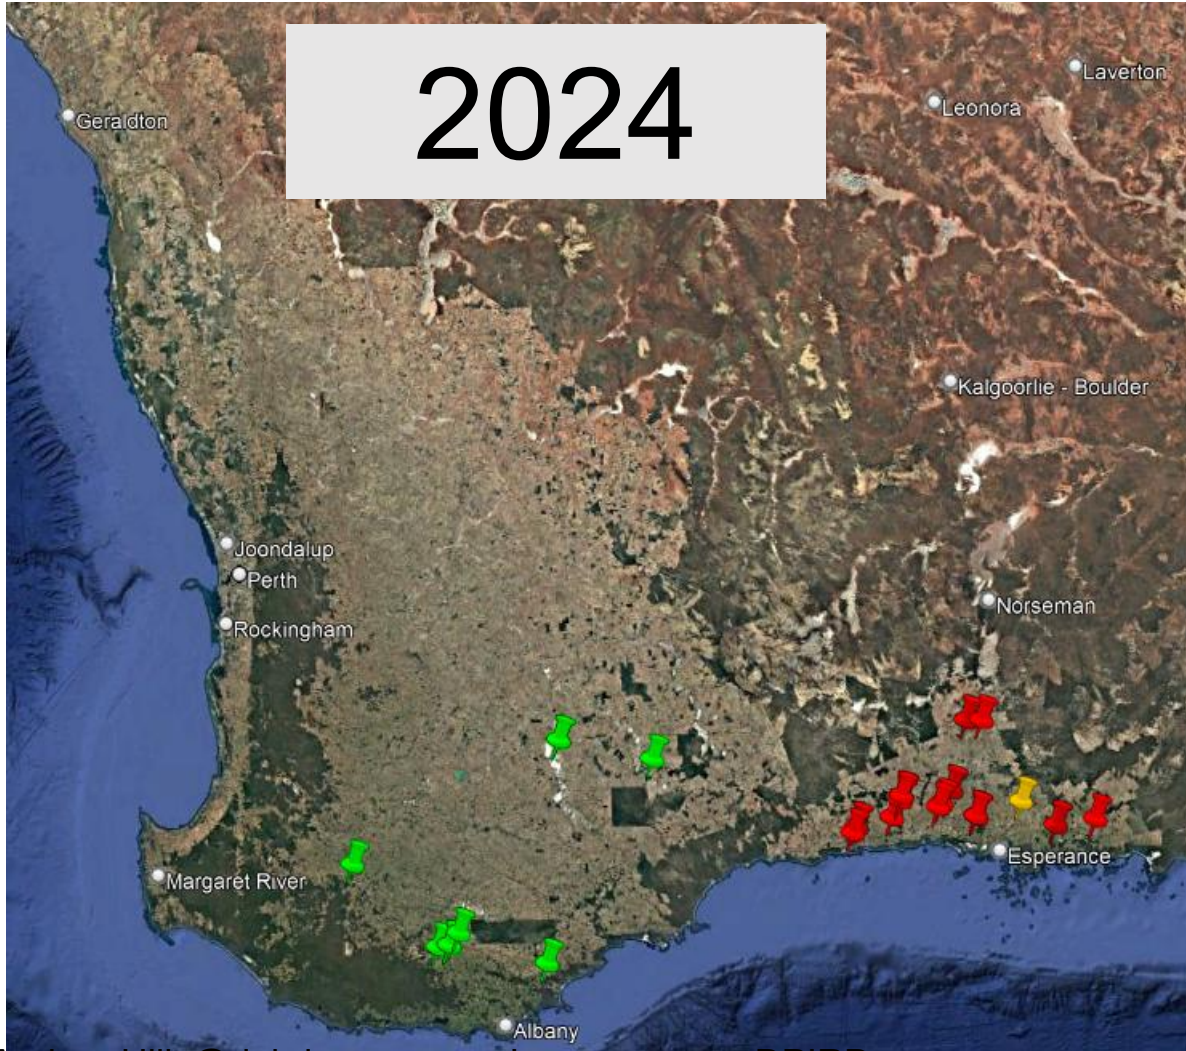 2024
Laverton
Leonora
Geraldton
Kalgoorlie - Boulder
Joondalup
Perth
Norseman
Rockingham
Esperance
Margaret River
Albany